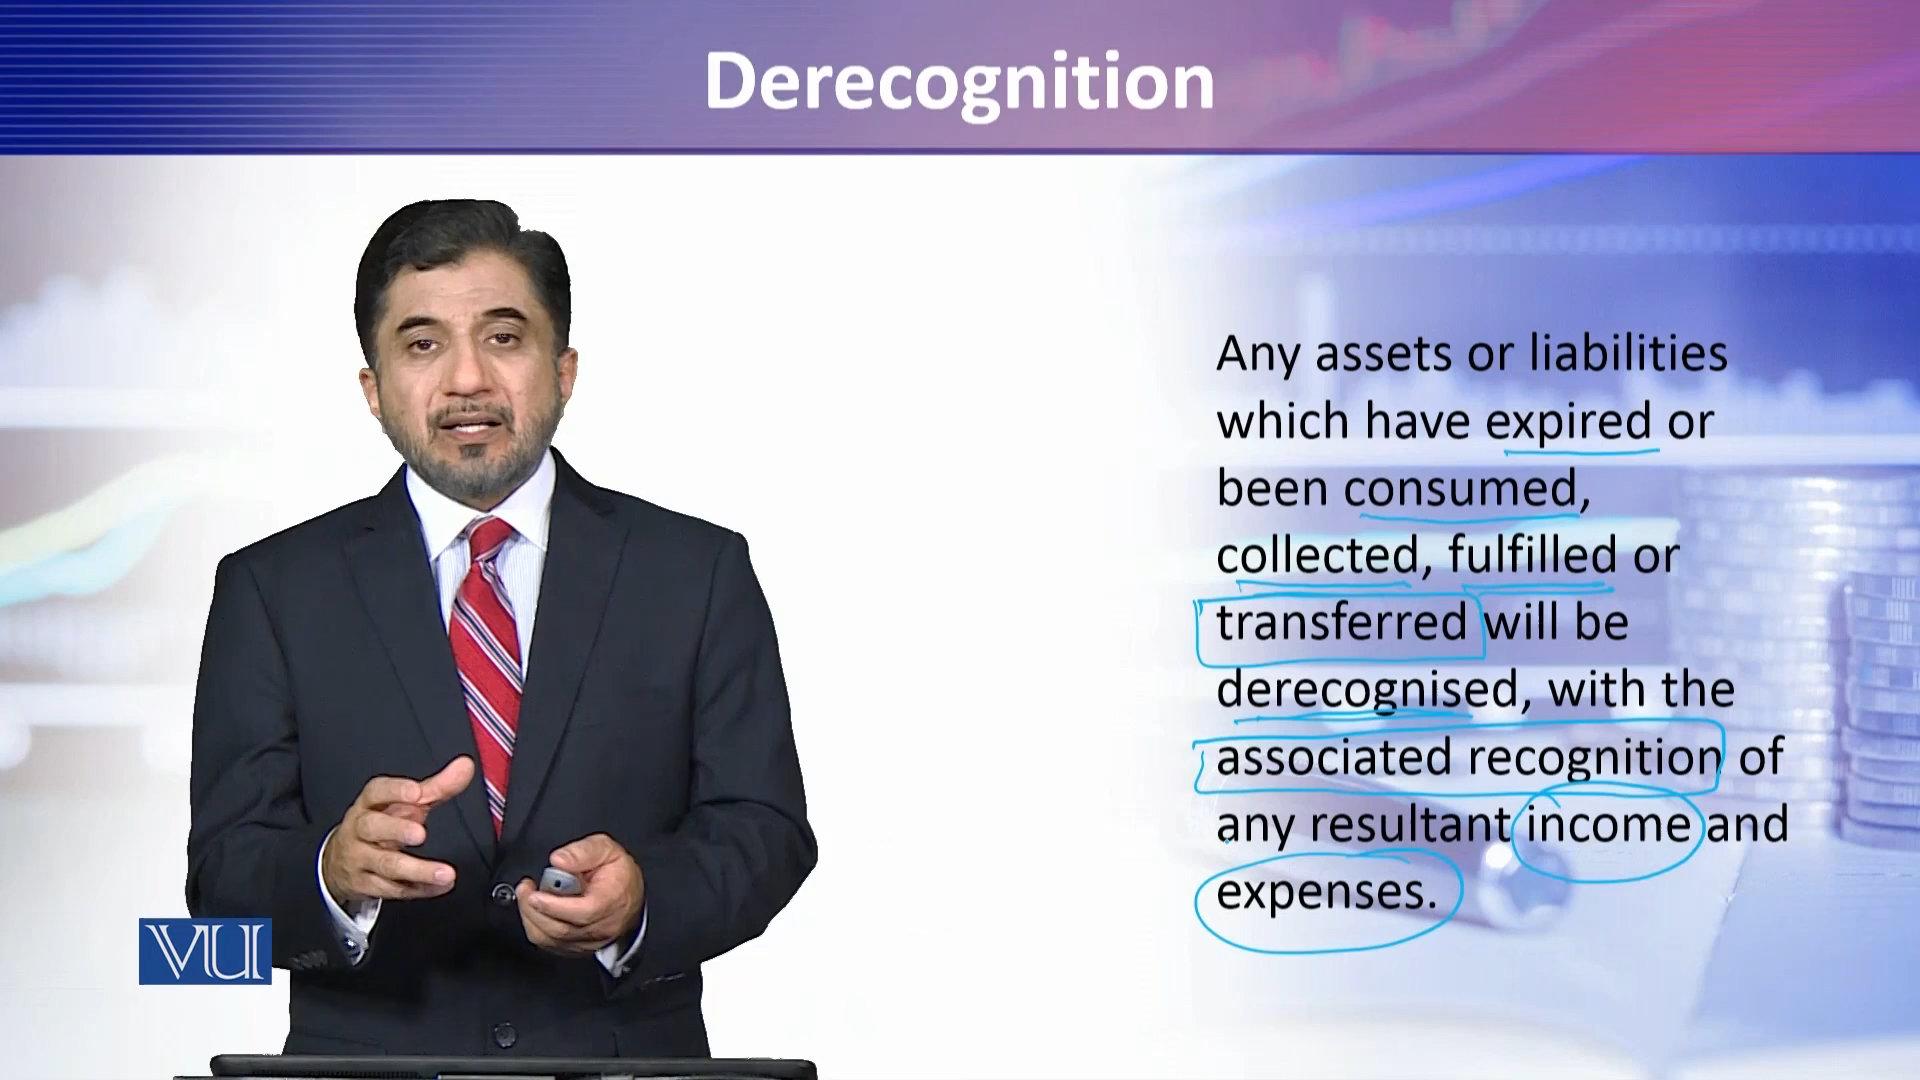 Derecognition
Any assets or liabilities
which have expired or
been consumed,
collected, fulfilled or
transferred will be
derecognised, with the
associated recognition of
any resultant income and
expenses.
VU